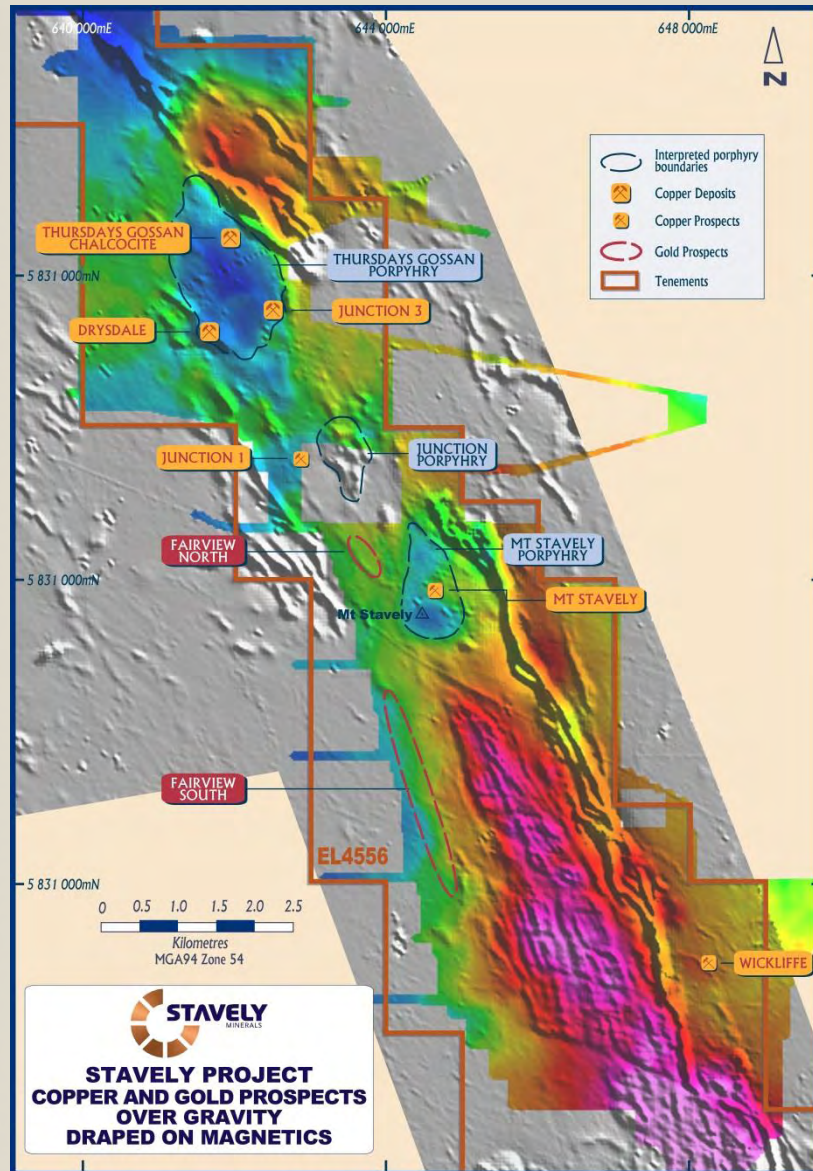 640 000mE
644 000mE
648 000mE
N
Interpreted porphyry
boundaries
Copper Deposits
Copper Prospects
Gold Prospects
Tenements
THURSDAYS GOSSAN
CHALCOCITE
THURSDAYS GOSSAN
PORPYHRY
5 831 000mN
DRYSDALE
JUNCTION 3
JUNCTION 1
JUNCTION
PORPYHRY
FAIRVIEW
NORTH
MT STAVELY
PORPYHRY
5 831 000mN
MT STAVELY
Mt Stavely
FAIRVIEW
SOUTH
EL4556
5 831 000mN
0 0.5 1.0 1.5 2.0 2.5
Kilometres
MGA94 Zone 54
WICKLIFFE
STAVELY
MINERALS
STAVELY PROJECT
COPPER AND GOLD PROSPECTS
OVER GRAVITY
DRAPED ON MAGNETICS